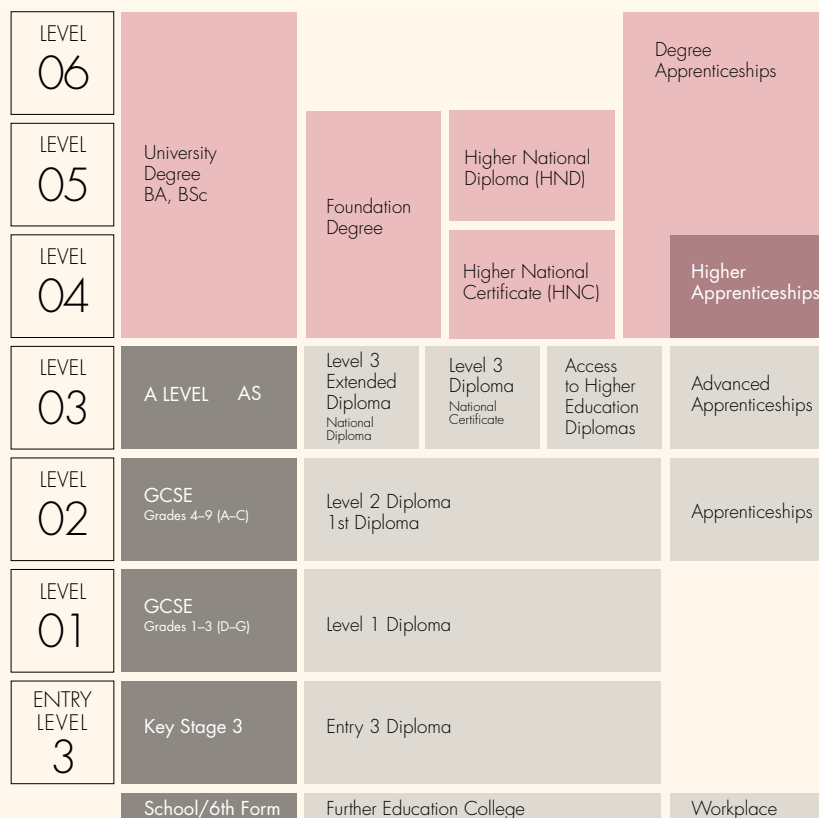 LEVEL
06
University
Degree
BA, BSc
Degree
Apprenticeships
LEVEL
05
Foundation
Degree
Higher National
Diploma (HND)
LEVEL
04
Higher National
Certificate (HNC)
Higher
Apprenticeships
LEVEL
03
A LEVEL AS
Level 3
Extended
Diploma
National
Diploma
Level 3
Diploma
National
Certificate
Access
to Higher
Education
Diplomas
Advanced
Apprenticeships
LEVEL
02
GCSE
Grades 4–9 (A–C)
Level 2 Diploma
1st Diploma
Apprenticeships
LEVEL
01
GCSE
Grades 1–3 (D–G)
Level 1 Diploma
ENTRY
LEVEL
3
Key Stage 3
Entry 3 Diploma
School/6th Form
Further Education College
Workplace